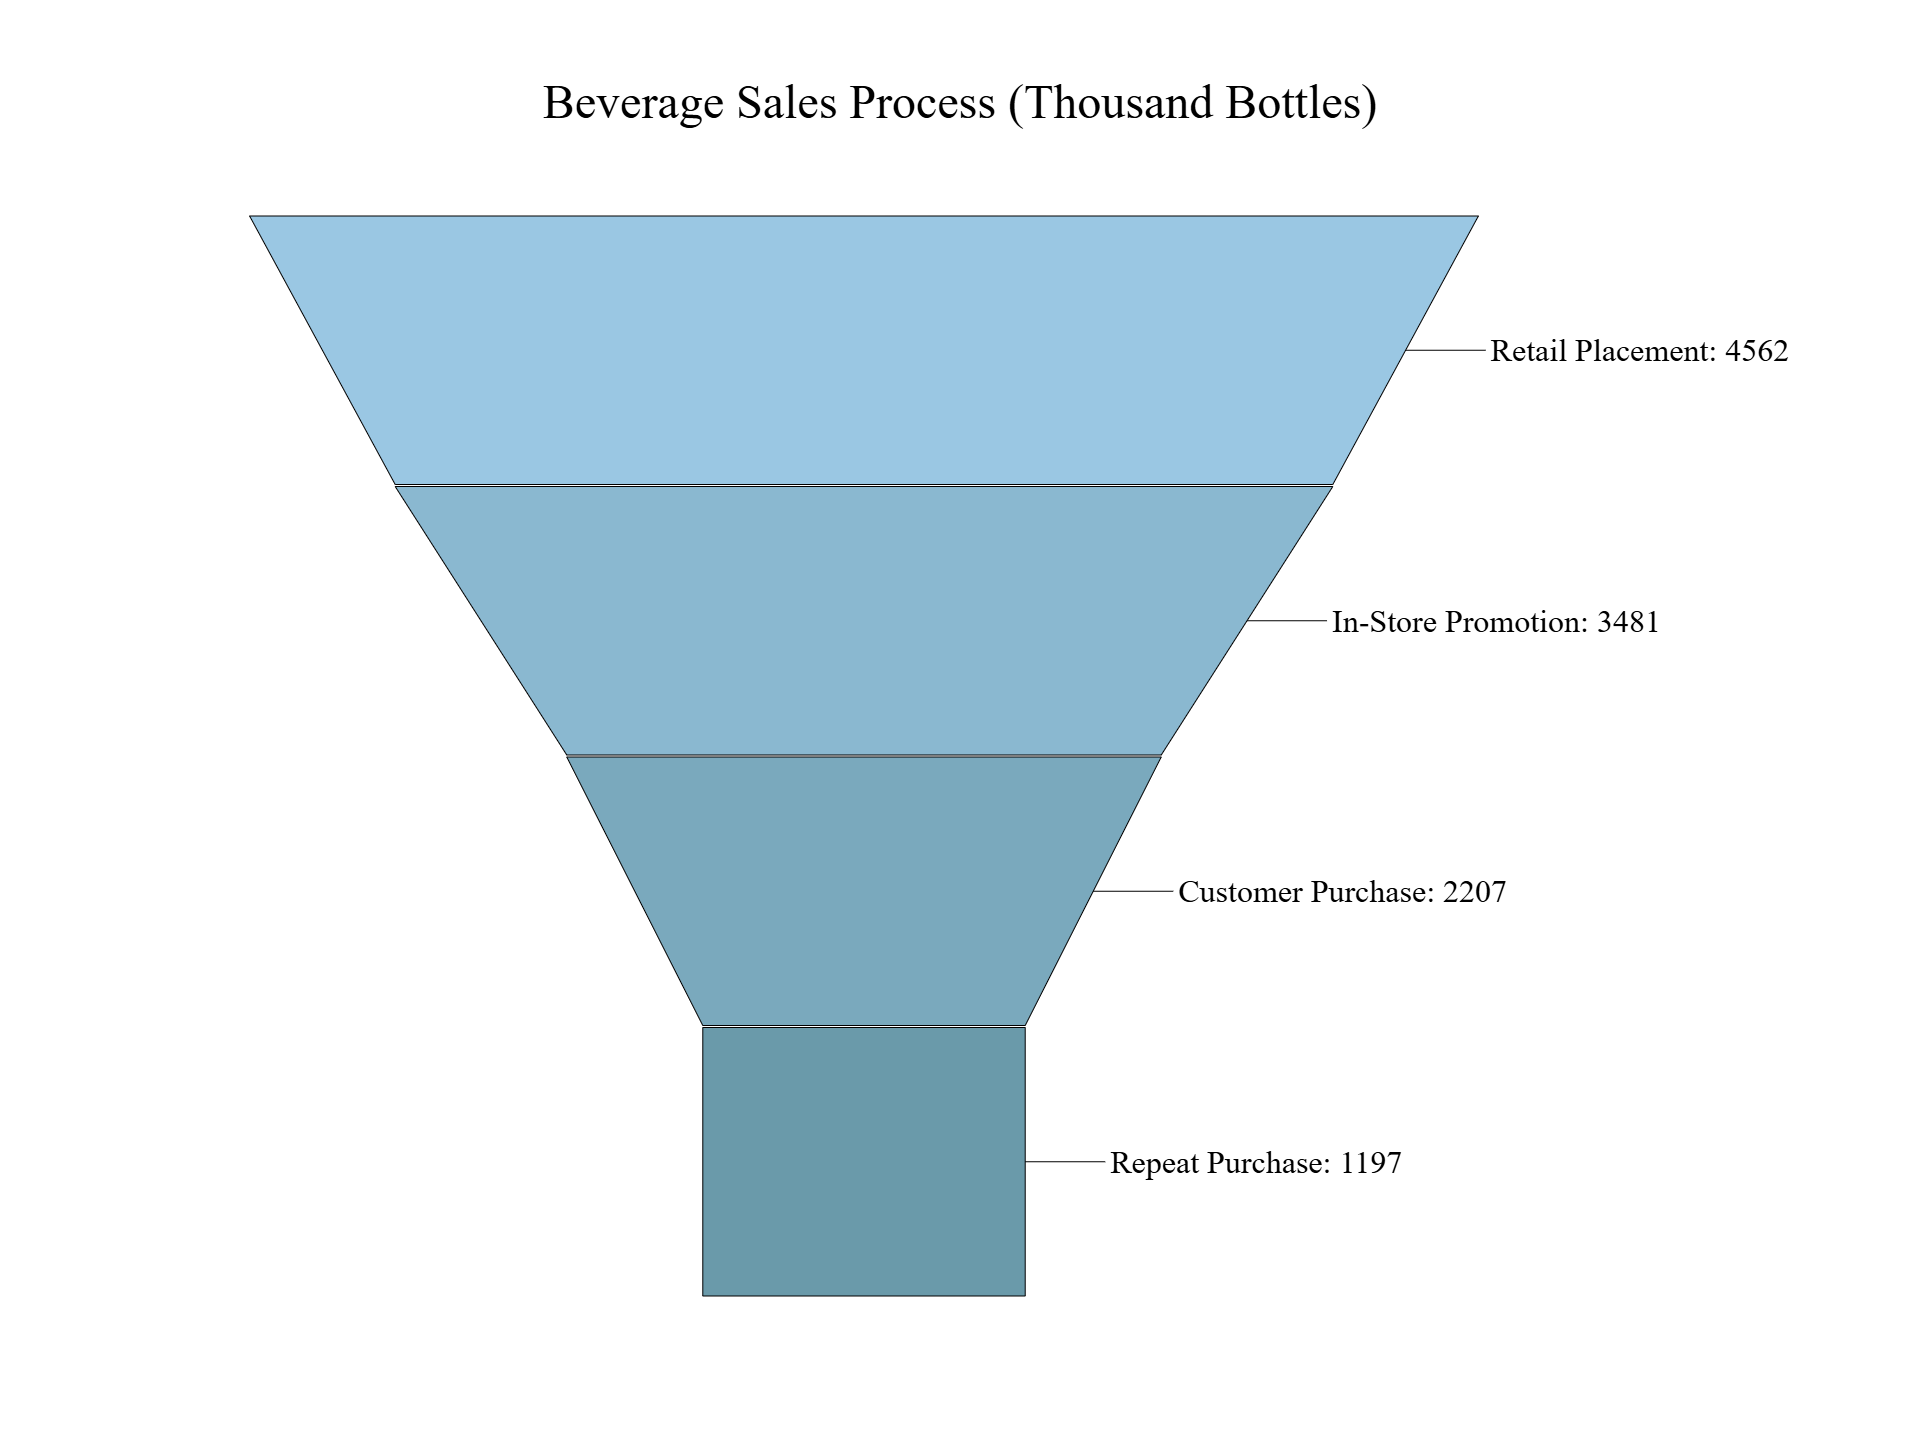 Beverage Sales Process (Thousand Bottles)
Retail Placement: 4562
In-Store Promotion: 3481
Customer Purchase: 2207
Repeat Purchase: 1197